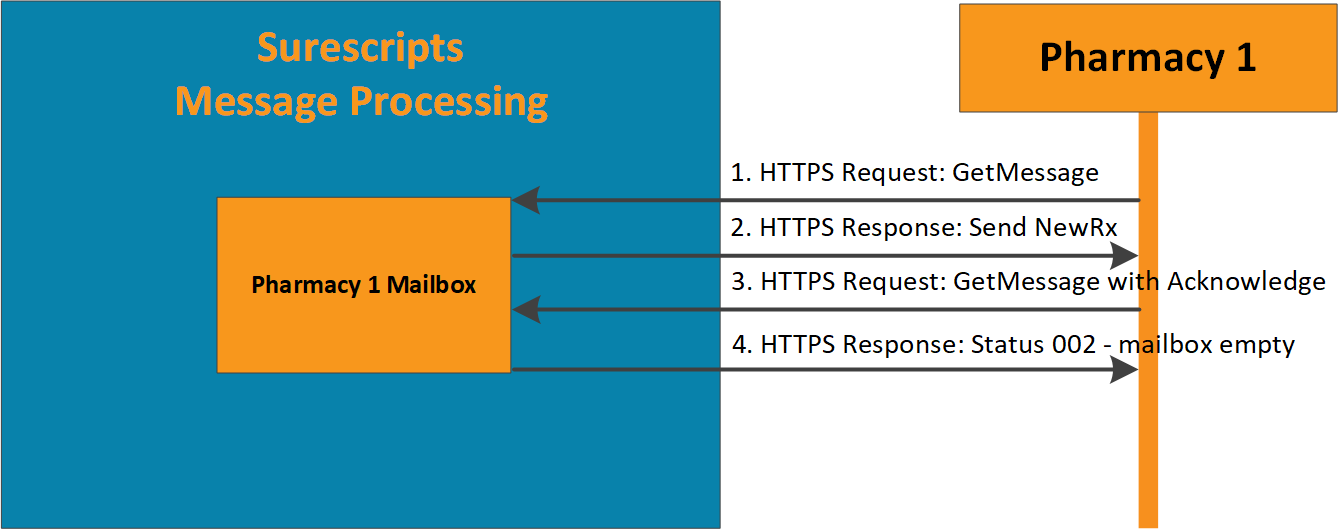 Surescripts
Message Processing
Pharmacy 1
1. HTTPS Request: GetMessage
2. HTTPS Response: Send NewRx
Pharmacy 1 Mailbox
3. HTTPS Request: GetMessage with Acknowledge
4. HTTPS Response: Status 002 - mailbox empty